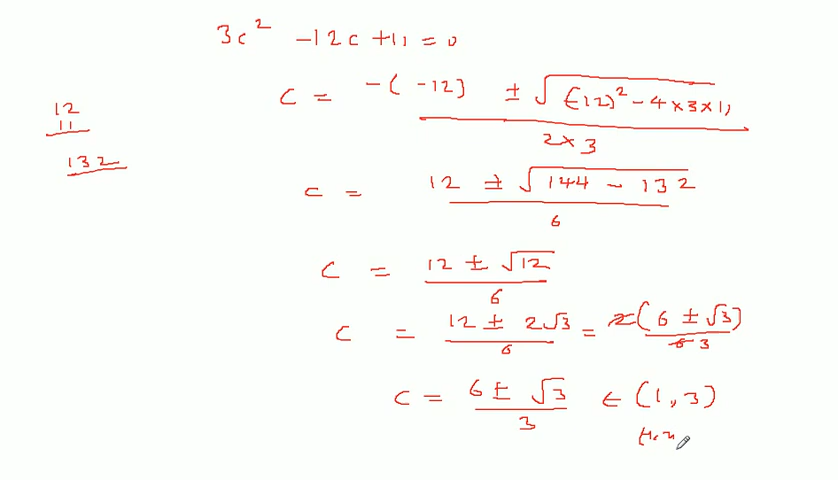 3c² -12c +11 = 0
c = -(-12) ± √((-12)² - 4×3×11) / 2×3
12
11
132
c = 12 ± √(144 - 132) / 6
c = 12 ± √12 / 6
c = 12 ± 2√3 / 6 = 2(6 ± √3) / 6 3
c = 6 ± √3 / 3 ∈ (1, 3)